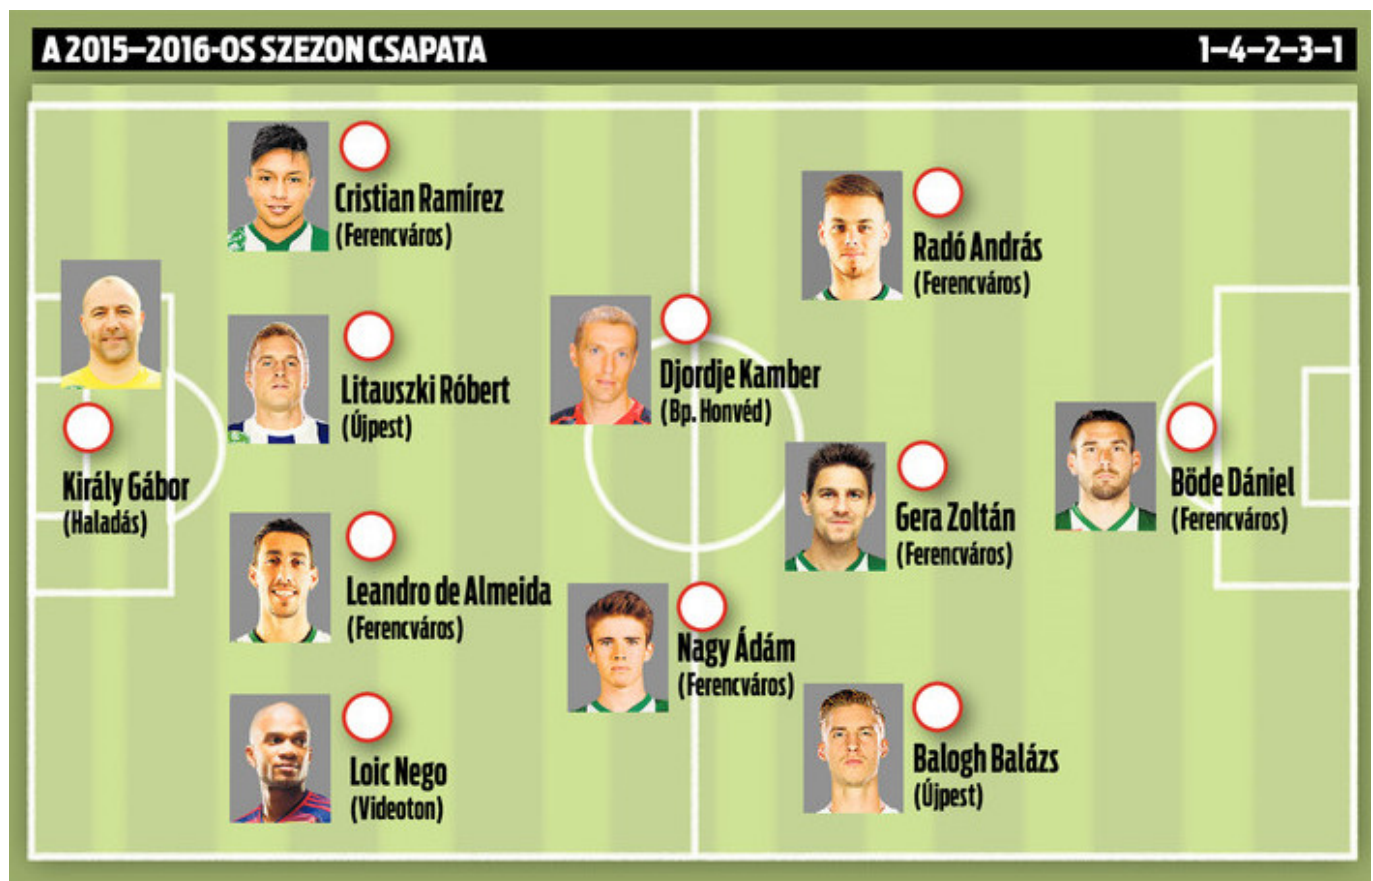 A 2015–2016-OS SZEZON CSAPATA
1–4–2–3–1
Cristian Ramírez
(Ferencváros)
Radó András
(Ferencváros)
Litauszki Róbert
(Újpest)
Djordje Kamber
(Bp. Honvéd)
Király Gábor
(Haladás)
Gera Zoltán
(Ferencváros)
Böde Dániel
(Ferencváros)
Leandro de Almeida
(Ferencváros)
Nagy Ádám
(Ferencváros)
Loic Nego
(Videoton)
Balogh Balázs
(Újpest)